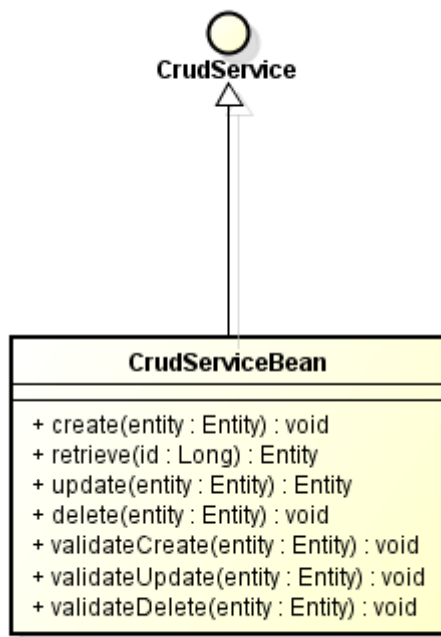 CrudService
CrudServiceBean
+ create(entity : Entity) : void
+ retrieve(id : Long) : Entity
+ update(entity : Entity) : Entity
+ delete(entity : Entity) : void
+ validateCreate(entity : Entity) : void
+ validateUpdate(entity : Entity) : void
+ validateDelete(entity : Entity) : void